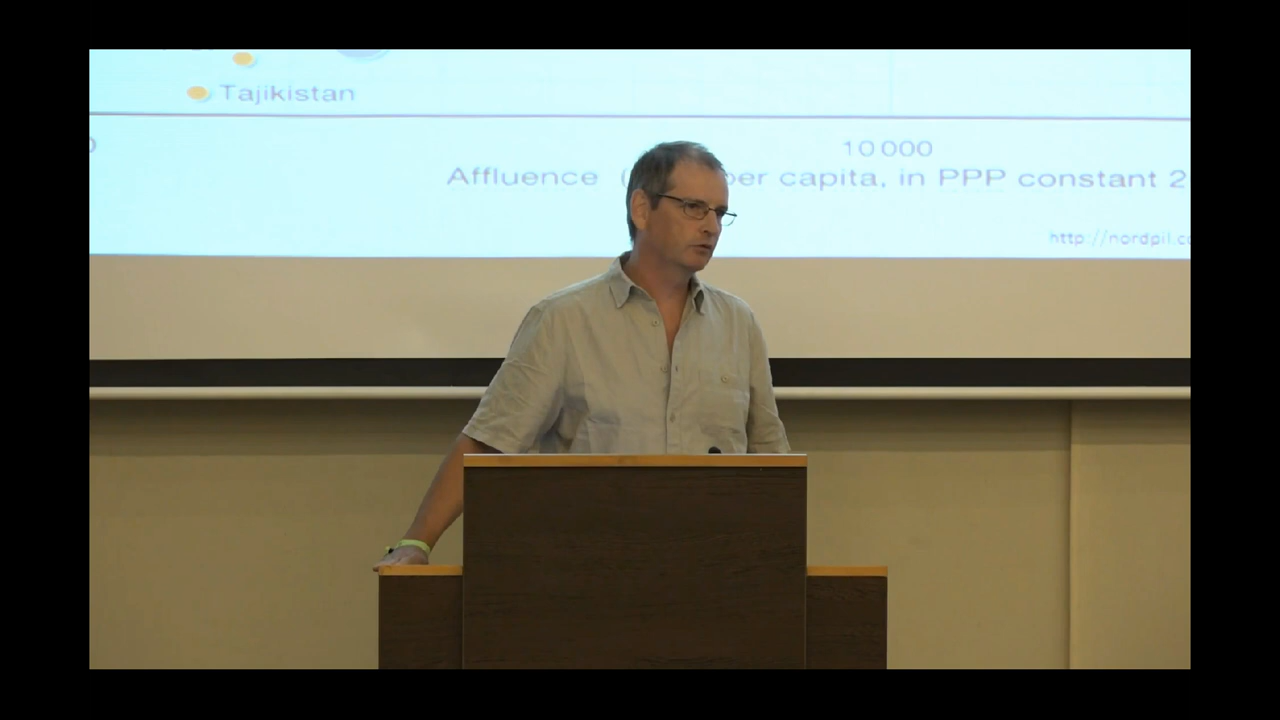 Tajikistan
10 000
Affluence ( per capita, in PPP constant 2
http://nordpil.c